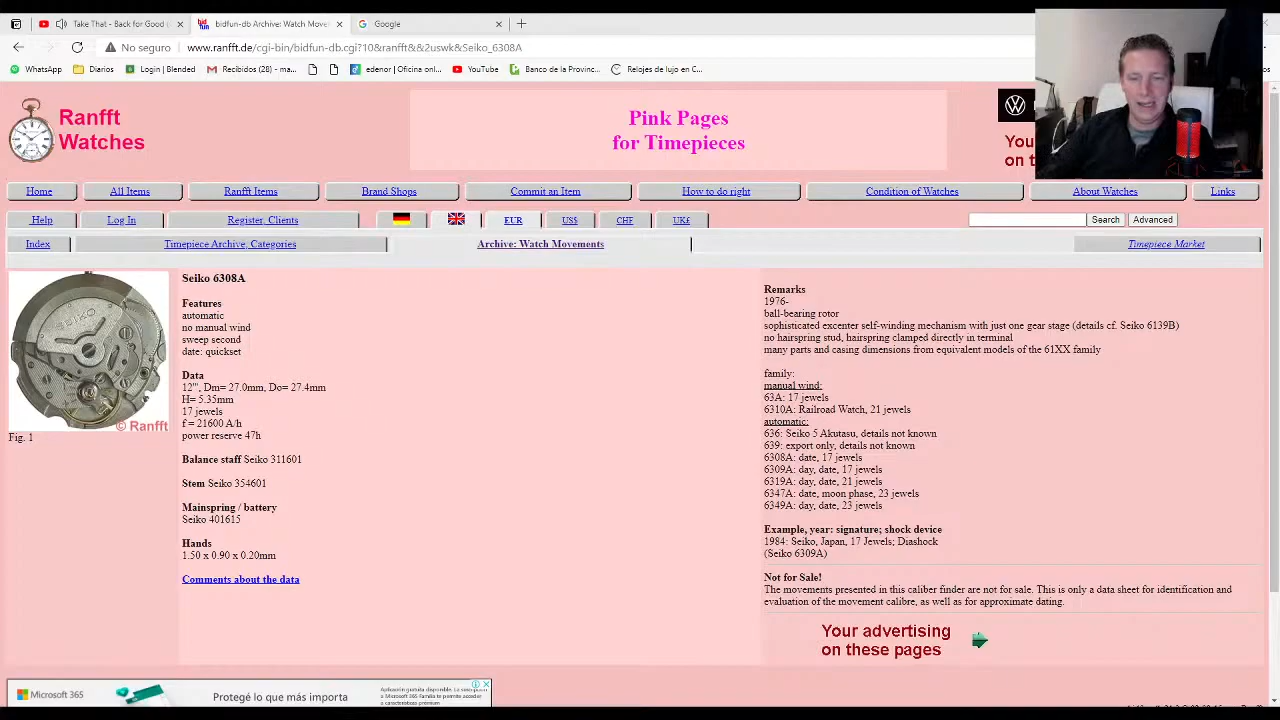 Take That - Back for Good
bidfun-db Archive: Watch Move
Google
No seguro
www.ranfft.de/cgi-bin/bidfun-db.cgi?10&ranfft&&2uswk&Seiko_6308A
WhatsApp
Diarios
Login | Blended
Recibidos (28) - ma...
edenor | Oficina onl...
YouTube
Banco de la Provinc...
Relojes de lujo en C...
Ranfft
Watches
Pink Pages
for Timepieces
Your
on t
Home
All Items
Ranfft Items
Brand Shops
Commit an Item
How to do right
Condition of Watches
About Watches
Links
Help
Log In
Register, Clients
EUR
US$
CHF
UK£
Search
Advanced
Index
Timepiece Archive, Categories
Archive: Watch Movements
Timepiece Market
SEIKO
© Ranfft
Fig. 1
Seiko 6308A
Features
automatic
no manual wind
sweep second
date: quickset
Data
12''', Dm= 27.0mm, Do= 27.4mm
H= 5.35mm
17 jewels
f = 21600 A/h
power reserve 47h
Balance staff Seiko 311601
Stem Seiko 354601
Mainspring / battery
Seiko 401615
Hands
1.50 x 0.90 x 0.20mm
Comments about the data
Remarks
1976-
ball-bearing rotor
sophisticated excenter self-winding mechanism with just one gear stage (details cf. Seiko 6139B)
no hairspring stud, hairspring clamped directly in terminal
many parts and casing dimensions from equivalent models of the 61XX family
family:
manual wind:
63A: 17 jewels
6310A: Railroad Watch, 21 jewels
automatic:
636: Seiko 5 Akutasu, details not known
639: export only, details not known
6308A: date, 17 jewels
6309A: day, date, 17 jewels
6319A: day, date, 21 jewels
6347A: date, moon phase, 23 jewels
6349A: day, date, 23 jewels
Example, year: signature; shock device
1984: Seiko, Japan, 17 Jewels; Diashock
(Seiko 6309A)
Not for Sale!
The movements presented in this caliber finder are not for sale. This is only a data sheet for identification and
evaluation of the movement calibre, as well as for approximate dating.
Your advertising
on these pages
Microsoft 365
Protegé lo que más importa